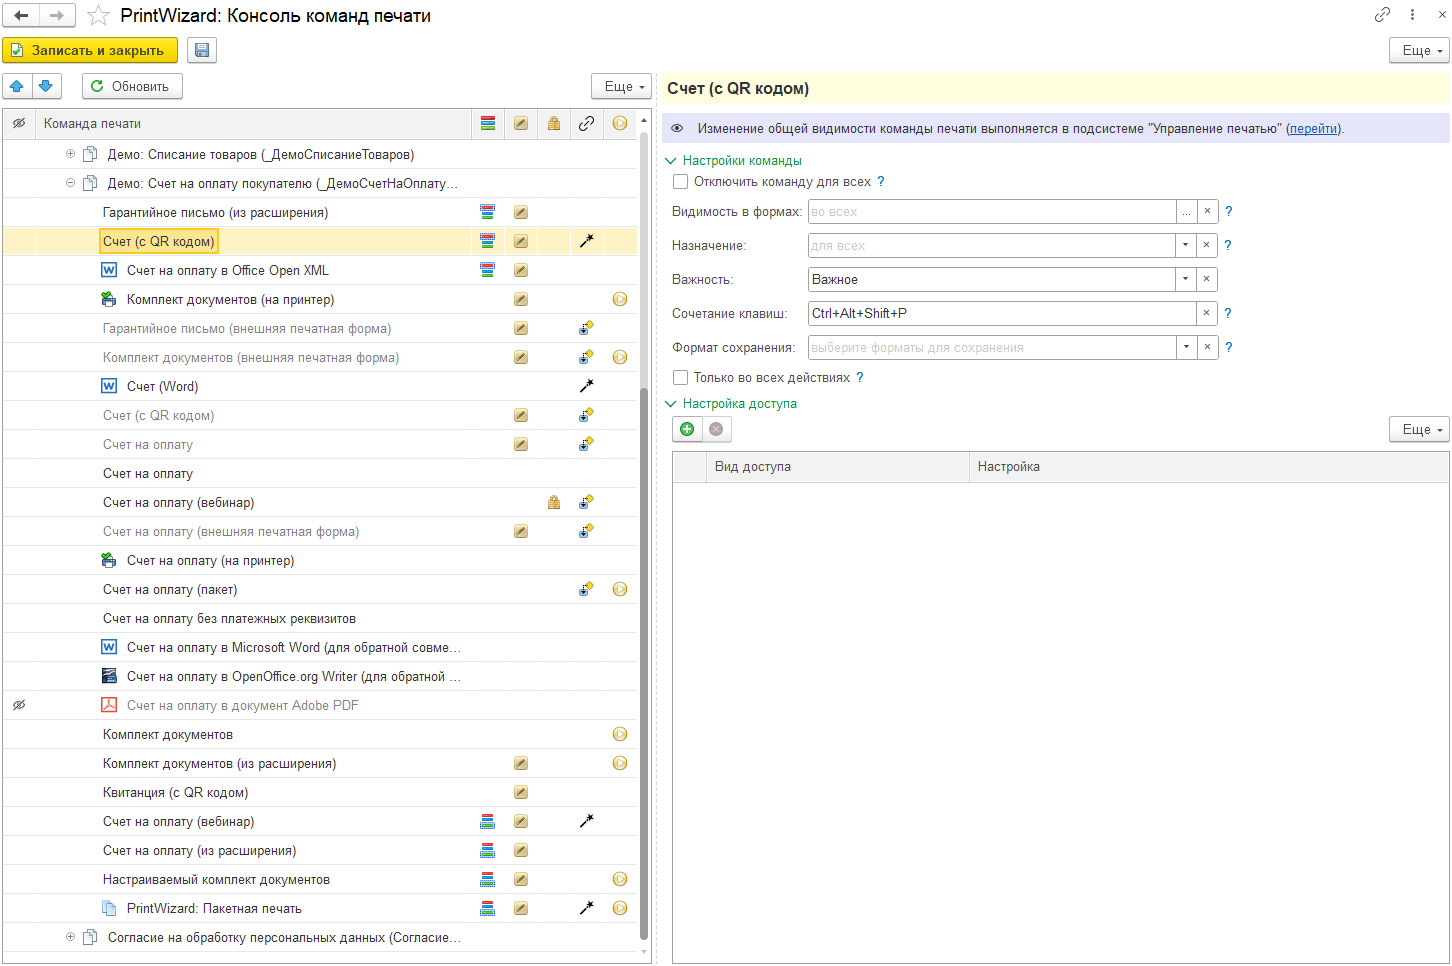 PrintWizard: Консоль команд печати
Записать и закрыть
Еще
Обновить
Еще
Команда печати
Демо: Списание товаров (_ДемоСписаниеТоваров)
Демо: Счет на оплату покупателю (_ДемоСчетНаОплату…
Гарантийное письмо (из расширения)
Счет (с QR кодом)
Счет на оплату в Office Open XML
Комплект документов (на принтер)
Гарантийное письмо (внешняя печатная форма)
Комплект документов (внешняя печатная форма)
Счет (Word)
Счет (с QR кодом)
Счет на оплату
Счет на оплату
Счет на оплату (вебинар)
Счет на оплату (внешняя печатная форма)
Счет на оплату (на принтер)
Счет на оплату (пакет)
Счет на оплату без платежных реквизитов
Счет на оплату в Microsoft Word (для обратной совме…
Счет на оплату в OpenOffice.org Writer (для обратной …
Счет на оплату в документ Adobe PDF
Комплект документов
Комплект документов (из расширения)
Квитанция (с QR кодом)
Счет на оплату (вебинар)
Счет на оплату (из расширения)
Настраиваемый комплект документов
PrintWizard: Пакетная печать
Согласие на обработку персональных данных (Согласие…
Счет (с QR кодом)
Изменение общей видимости команды печати выполняется в подсистеме "Управление печатью" (перейти).
Настройки команды
Отключить команду для всех ?
Видимость в формах: во всех ... × ?
Назначение: для всех × ?
Важность: Важное ×
Сочетание клавиш: Ctrl+Alt+Shift+P × ?
Формат сохранения: выберите форматы для сохранения × ?
Только во всех действиях ?
Настройка доступа
Еще
Вид доступа Настройка